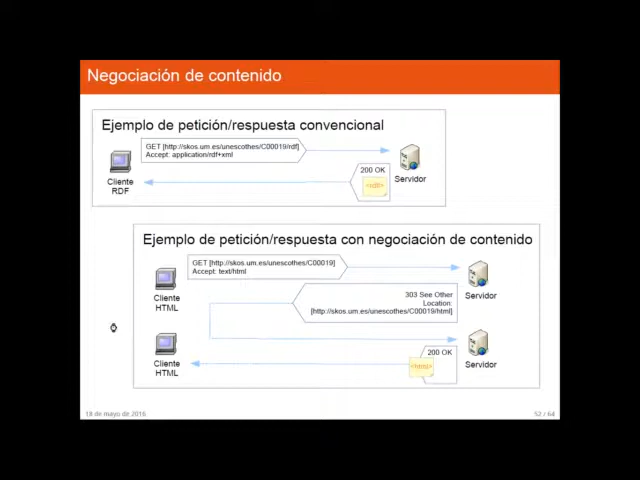 Negociación de contenido
Ejemplo de petición/respuesta convencional
GET [http://skos.um.es/unescothes/C00019/rdf]
Accept: application/rdf+xml
Cliente
RDF
200 OK
<rdf>
Servidor
Ejemplo de petición/respuesta con negociación de contenido
GET [http://skos.um.es/unescothes/C00019]
Accept: text/html
Cliente
HTML
303 See Other
Location:
[http://skos.um.es/unescothes/C00019/html]
Servidor
Cliente
HTML
200 OK
<html>
Servidor
18 de mayo de 2016
52 / 64